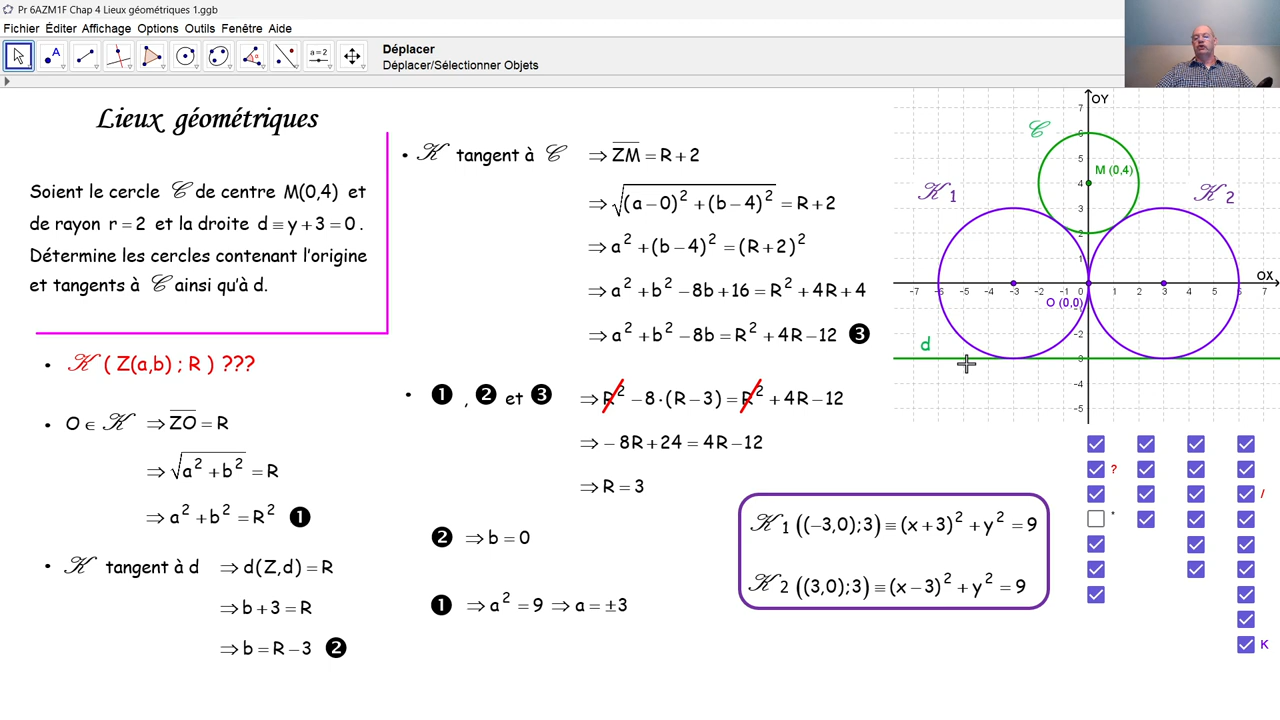 Pr 6AZM1F Chap 4 Lieux géométriques 1.ggb
Fichier Éditer Affichage Options Outils Fenêtre Aide
A
a=2
Déplacer
Déplacer/Sélectionner Objets
Lieux géométriques
Soient le cercle 𝒞 de centre M(0,4) et
de rayon r = 2 et la droite d ≡ y + 3 = 0 .
Détermine les cercles contenant l'origine
et tangents à 𝒞 ainsi qu'à d.
• 𝒦 ( Z(a,b) ; R ) ???
• O ∈ 𝒦 ⇒ Z̅O̅ = R
⇒ √(a² + b²) = R
⇒ a² + b² = R² ❶
• 𝒦 tangent à d ⇒ d(Z,d) = R
⇒ b + 3 = R
⇒ b = R – 3 ❷
• 𝒦 tangent à 𝒞 ⇒ Z̅M̅ = R + 2
⇒ √((a – 0)² + (b – 4)²) = R + 2
⇒ a² + (b – 4)² = (R + 2)²
⇒ a² + b² – 8b + 16 = R² + 4R + 4
⇒ a² + b² – 8b = R² + 4R – 12 ❸
• ❶ , ❷ et ❸ ⇒ R² – 8·(R – 3) = R² + 4R – 12
⇒ – 8R + 24 = 4R – 12
⇒ R = 3
❷ ⇒ b = 0
❶ ⇒ a² = 9 ⇒ a = ±3
𝒦1 ((–3,0);3) ≡ (x + 3)² + y² = 9
𝒦2 ((3,0);3) ≡ (x – 3)² + y² = 9
OY
7
6
𝒞
5
M (0,4)
4
𝒦1
𝒦2
3
2
1
OX
-7 -6 -5 -4 -3 -2 -1 0 1 2 3 4 5 6 7
O (0,0)
-1
-2
d
-3
-4
-5
?
/
*
K